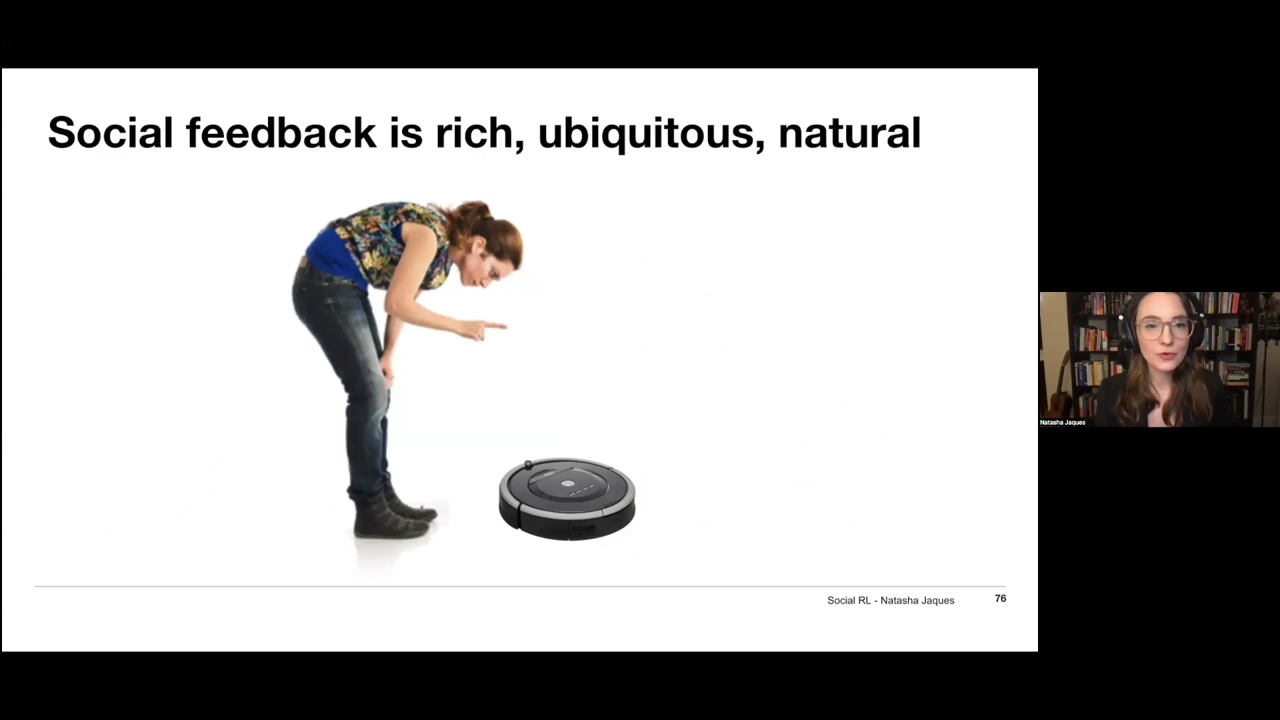 Social feedback is rich, ubiquitous, natural
Social RL - Natasha Jaques
76
Natasha Jaques